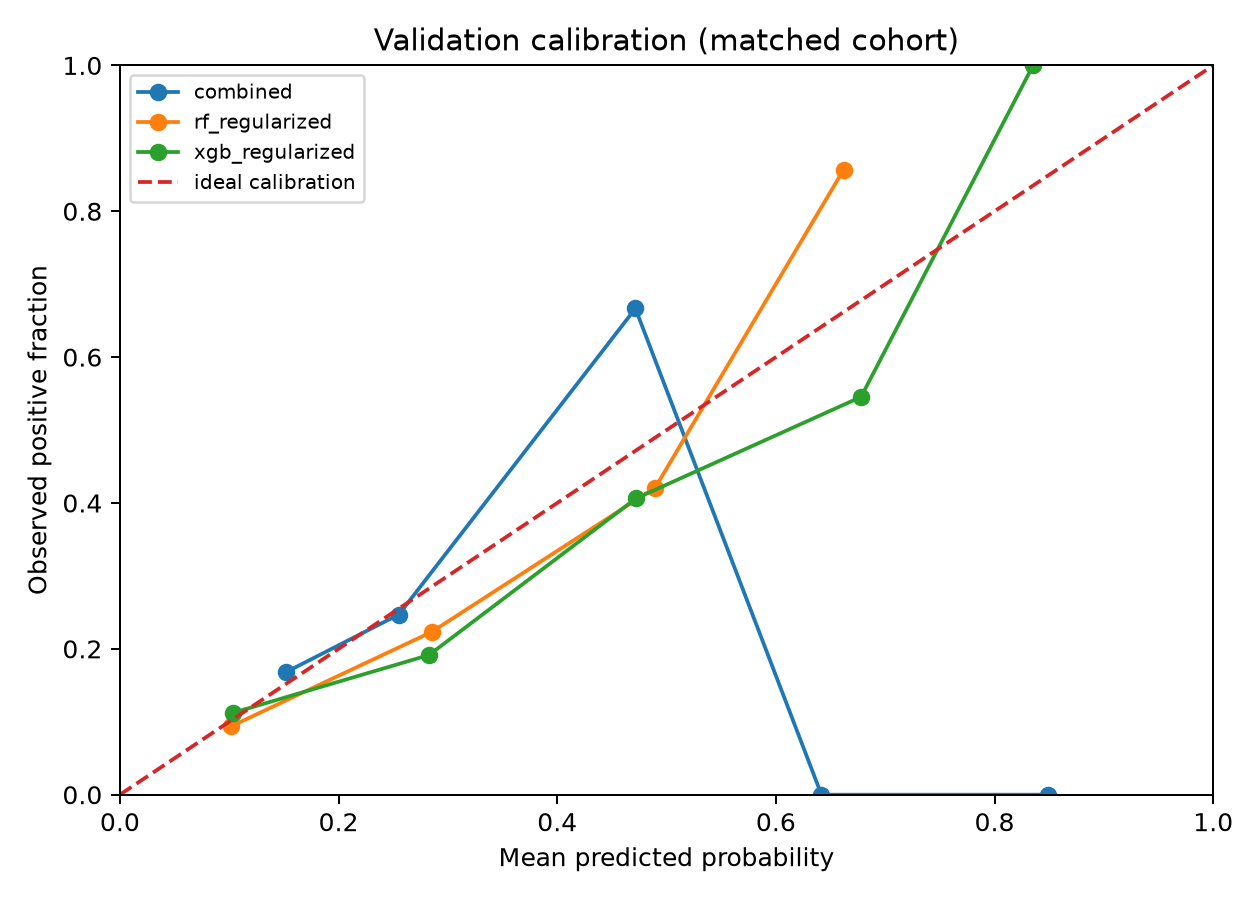 Validation calibration (matched cohort)
1.0
0.8
0.6
0.4
0.2
0.0
Observed positive fraction
combined
rf_regularized
xgb_regularized
ideal calibration
0.0 0.2 0.4 0.6 0.8 1.0
Mean predicted probability